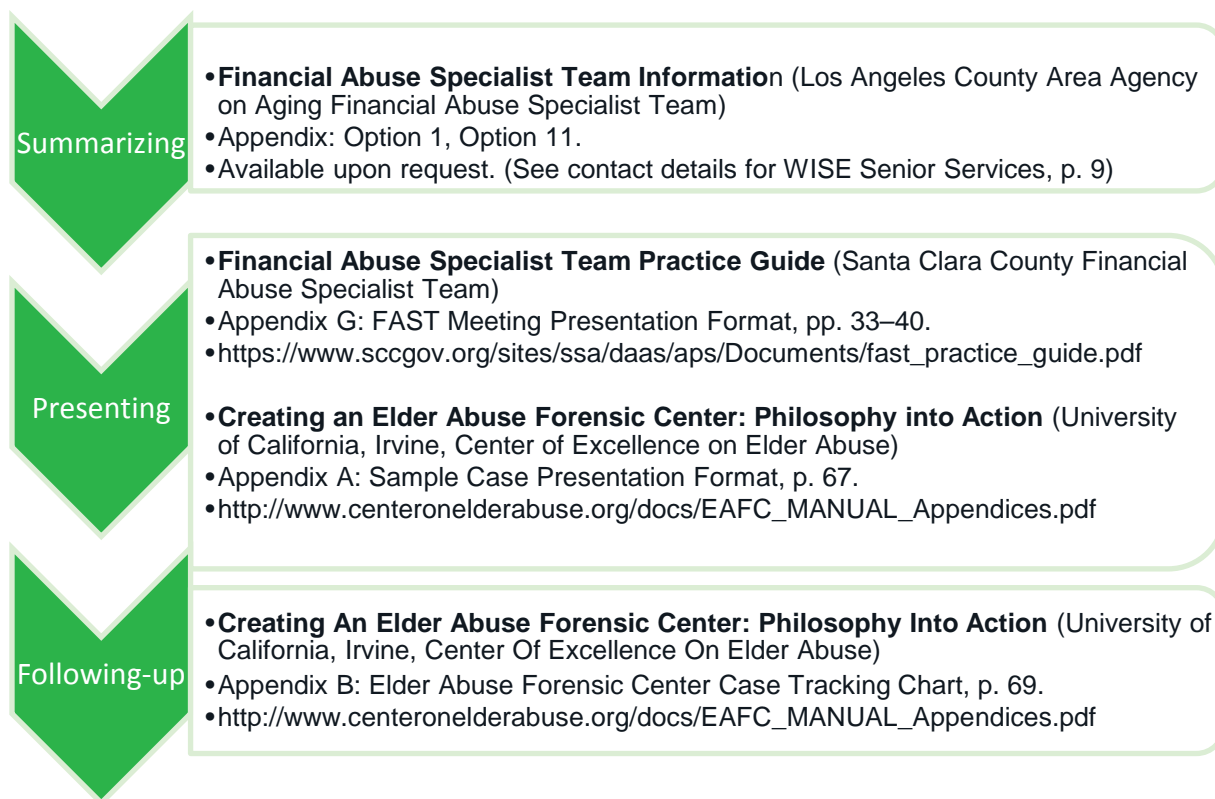 Summarizing
•Financial Abuse Specialist Team Information (Los Angeles County Area Agency
on Aging Financial Abuse Specialist Team)
•Appendix: Option 1, Option 11.
•Available upon request. (See contact details for WISE Senior Services, p. 9)
Presenting
•Financial Abuse Specialist Team Practice Guide (Santa Clara County Financial
Abuse Specialist Team)
•Appendix G: FAST Meeting Presentation Format, pp. 33–40.
•https://www.sccgov.org/sites/ssa/daas/aps/Documents/fast_practice_guide.pdf
•Creating an Elder Abuse Forensic Center: Philosophy into Action (University
of California, Irvine, Center of Excellence on Elder Abuse)
•Appendix A: Sample Case Presentation Format, p. 67.
•http://www.centeronelderabuse.org/docs/EAFC_MANUAL_Appendices.pdf
Following-up
•Creating An Elder Abuse Forensic Center: Philosophy Into Action (University of
California, Irvine, Center Of Excellence On Elder Abuse)
•Appendix B: Elder Abuse Forensic Center Case Tracking Chart, p. 69.
•http://www.centeronelderabuse.org/docs/EAFC_MANUAL_Appendices.pdf